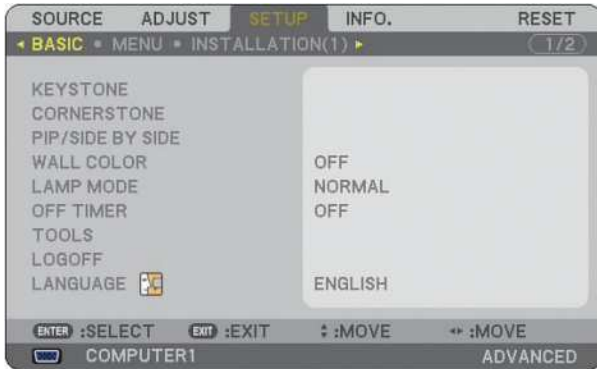 SOURCE ADJUST SETUP INFO. RESET
BASIC • MENU • INSTALLATION(1) 1/2
KEYSTONE
CORNERSTONE
PIP/SIDE BY SIDE
WALL COLOR OFF
LAMP MODE NORMAL
OFF TIMER OFF
TOOLS
LOGOFF
LANGUAGE ENGLISH
ENTER :SELECT EXIT :EXIT :MOVE :MOVE
COMPUTER1 ADVANCED